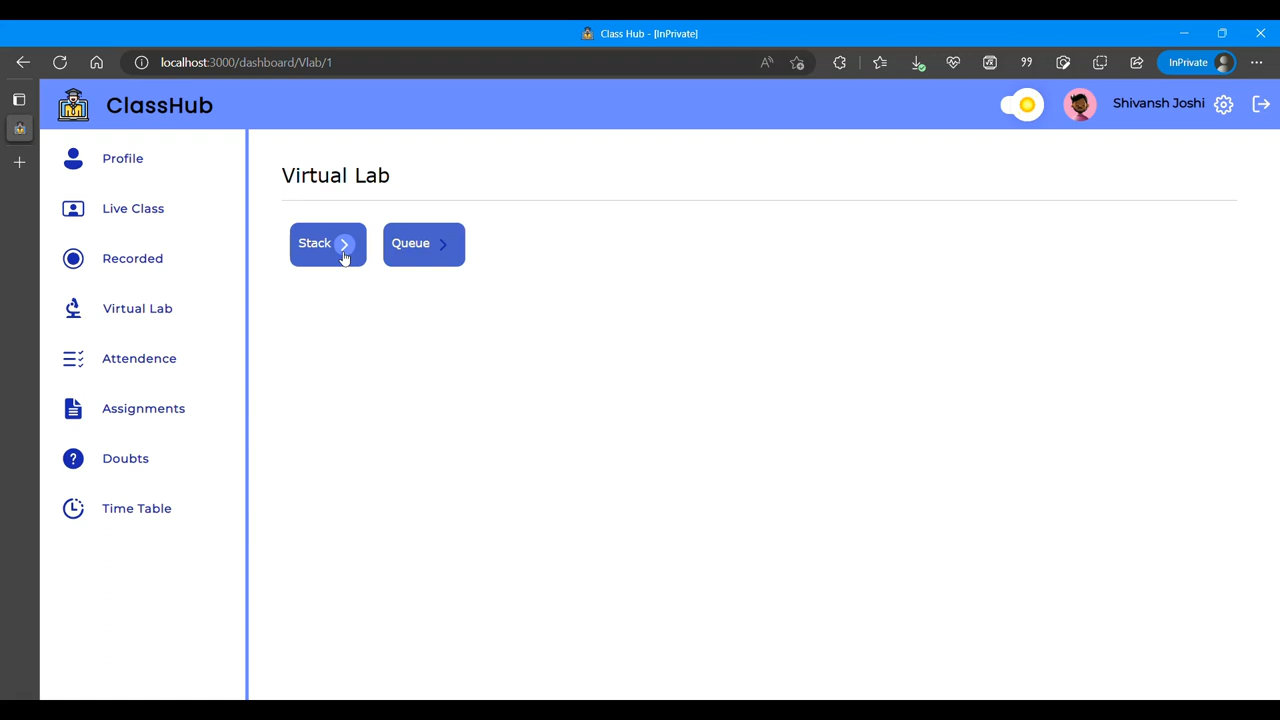 Class Hub - [InPrivate]
localhost:3000/dashboard/Vlab/1
InPrivate
ClassHub
Shivansh Joshi
Profile
Live Class
Recorded
Virtual Lab
Attendence
Assignments
Doubts
Time Table
Virtual Lab
Stack
Queue